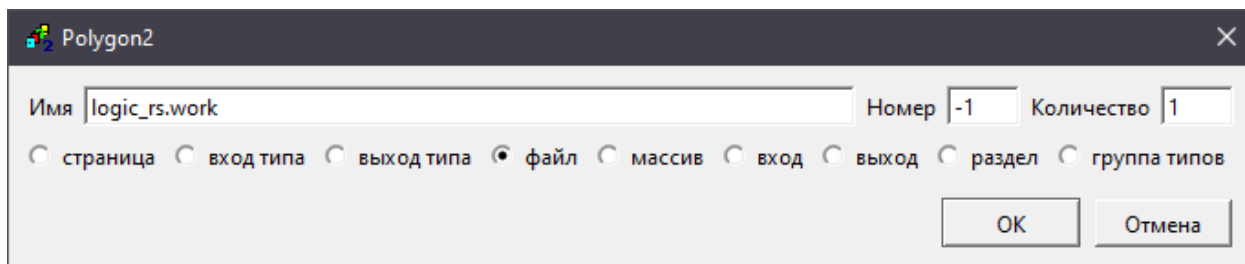 Polygon2
Имя logic_rs.work Номер -1 Количество 1
страница вход типа выход типа файл массив вход выход раздел группа типов
OK Отмена